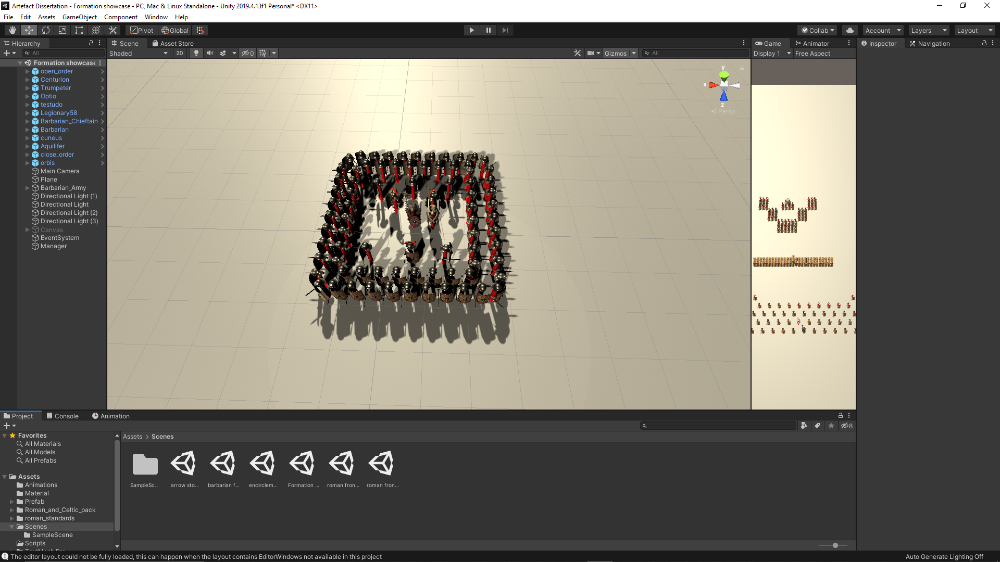 Artefact Dissertation - Formation showcase - PC, Mac & Linux Standalone - Unity 2019.4.13f1 Personal* <DX11>
File Edit Assets GameObject Component Window Help
Pivot Global Collab Account Layers Layout
Hierarchy
All
Formation showcase
open_order
Centurion
Trumpeter
Optio
testudo
Legionary58
Barbarian_Chieftain
Barbarian
cuneus
Aquilifer
close_order
orbis
Main Camera
Plane
Barbarian_Army
Directional Light (1)
Directional Light
Directional Light (2)
Directional Light (3)
Canvas
EventSystem
Manager
Scene Asset Store
Shaded 2D 0 Gizmos All
y
x
z
Persp
Game Animator
Display 1 Free Aspect
Inspector Navigation
Project Console Animation
8
Favorites
All Materials
All Models
All Prefabs
Assets
Animations
Material
Prefab
Roman_and_Celtic_pack
roman_standards
Scenes
SampleScene
Scripts
Assets > Scenes
SampleSc... arrow sto... barbarian f... encirclem... Formation ... roman fron... roman fron...
The editor layout could not be fully loaded, this can happen when the layout contains EditorWindows not available in this project
Auto Generate Lighting Off